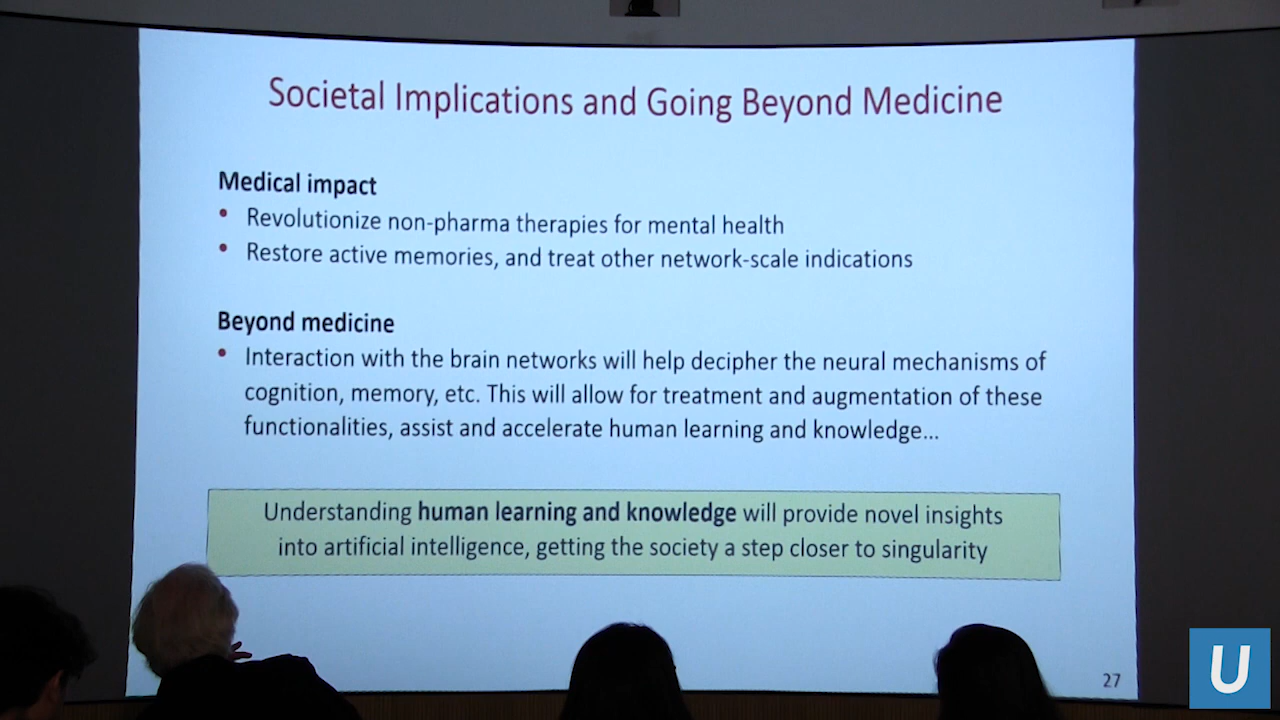 Societal Implications and Going Beyond Medicine
Medical impact
• Revolutionize non-pharma therapies for mental health
• Restore active memories, and treat other network-scale indications
Beyond medicine
• Interaction with the brain networks will help decipher the neural mechanisms of
cognition, memory, etc. This will allow for treatment and augmentation of these
functionalities, assist and accelerate human learning and knowledge...
Understanding human learning and knowledge will provide novel insights
into artificial intelligence, getting the society a step closer to singularity
27
U